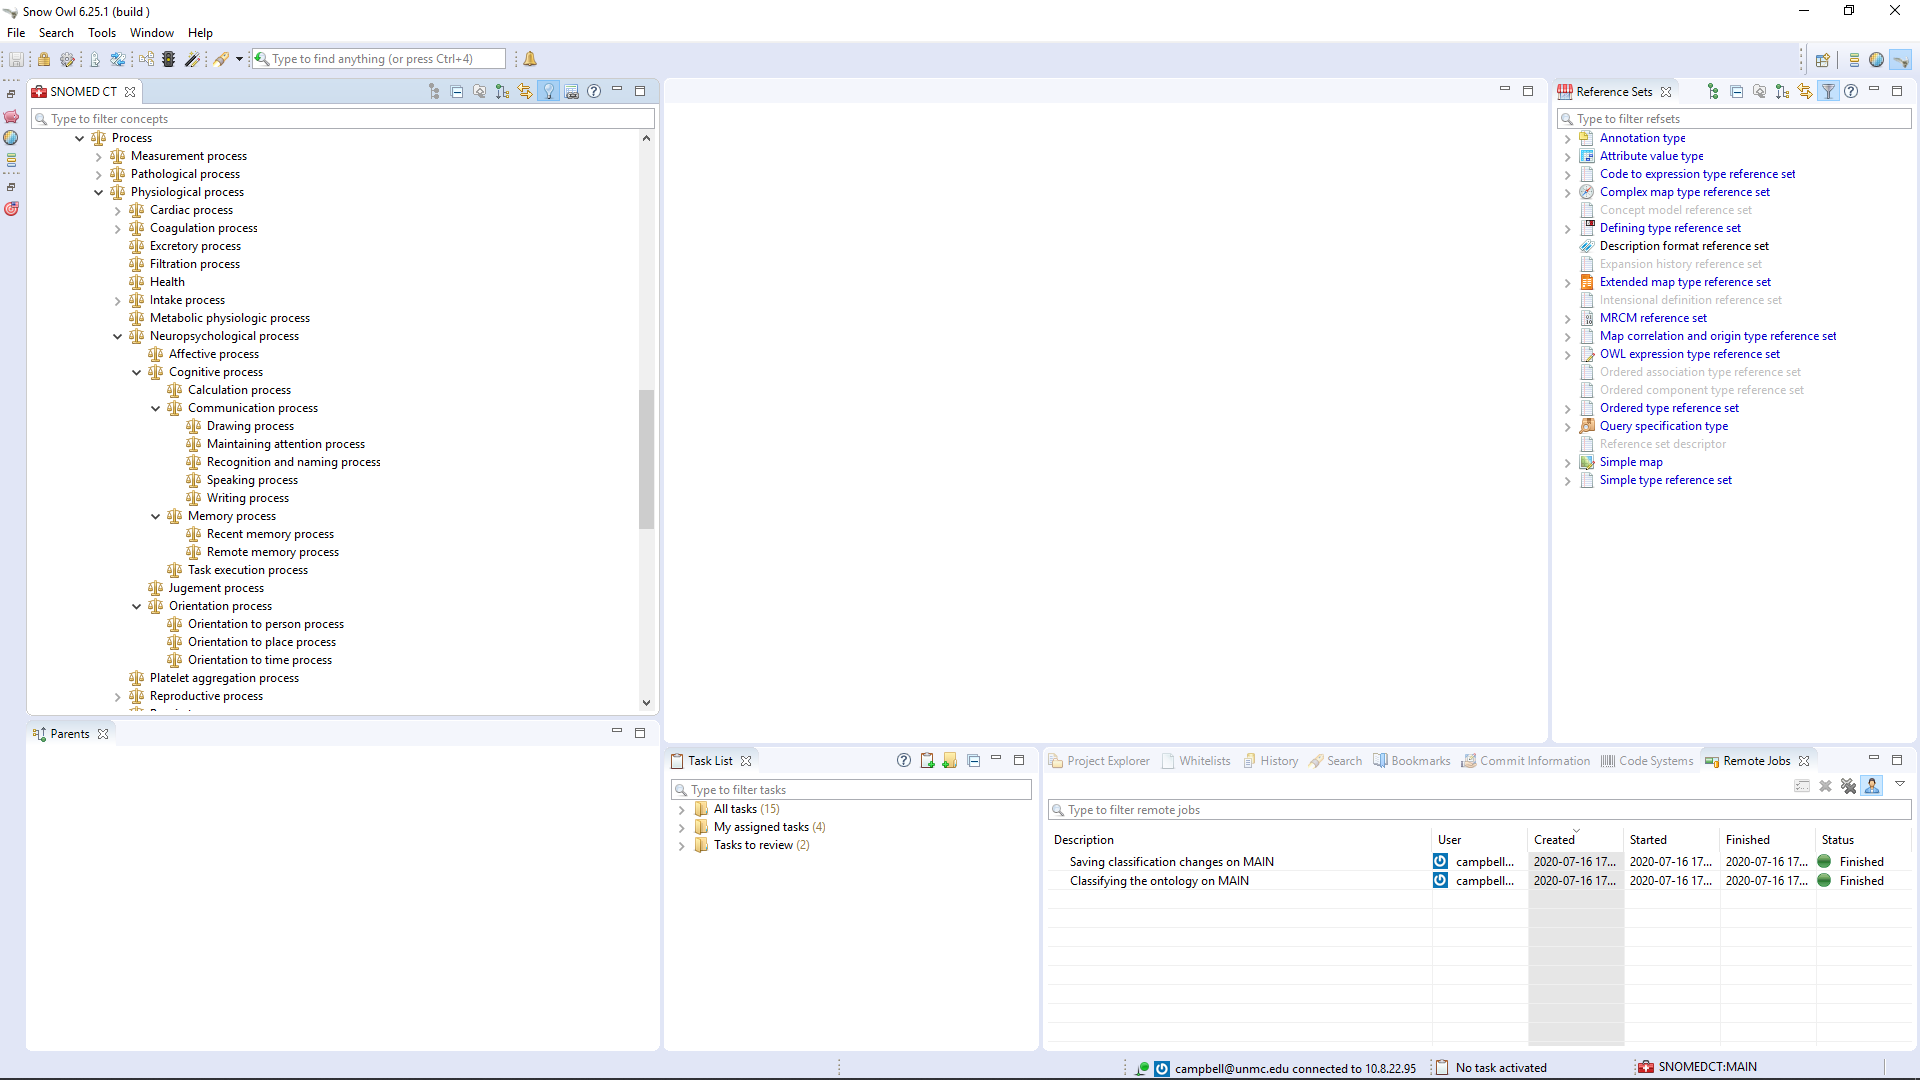 Snow Owl 6.25.1 (build )
File Search Tools Window Help
Type to find anything (or press Ctrl+4)
SNOMED CT
Type to filter concepts
Process
Measurement process
Pathological process
Physiological process
Cardiac process
Coagulation process
Excretory process
Filtration process
Health
Intake process
Metabolic physiologic process
Neuropsychological process
Affective process
Cognitive process
Calculation process
Communication process
Drawing process
Maintaining attention process
Recognition and naming process
Speaking process
Writing process
Memory process
Recent memory process
Remote memory process
Task execution process
Jugement process
Orientation process
Orientation to person process
Orientation to place process
Orientation to time process
Platelet aggregation process
Reproductive process
Parents
Reference Sets
Type to filter refsets
Annotation type
Attribute value type
Code to expression type reference set
Complex map type reference set
Concept model reference set
Defining type reference set
Description format reference set
Expansion history reference set
Extended map type reference set
Intensional definition reference set
MRCM reference set
Map correlation and origin type reference set
OWL expression type reference set
Ordered association type reference set
Ordered component type reference set
Ordered type reference set
Query specification type
Reference set descriptor
Simple map
Simple type reference set
Task List
Type to filter tasks
All tasks (15)
My assigned tasks (4)
Tasks to review (2)
Project Explorer Whitelists History Search Bookmarks Commit Information Code Systems Remote Jobs
Type to filter remote jobs
Description User Created Started Finished Status
Saving classification changes on MAIN campbell... 2020-07-16 17... 2020-07-16 17... 2020-07-16 17... Finished
Classifying the ontology on MAIN campbell... 2020-07-16 17... 2020-07-16 17... 2020-07-16 17... Finished
campbell@unmc.edu connected to 10.8.22.95 No task activated SNOMEDCT:MAIN